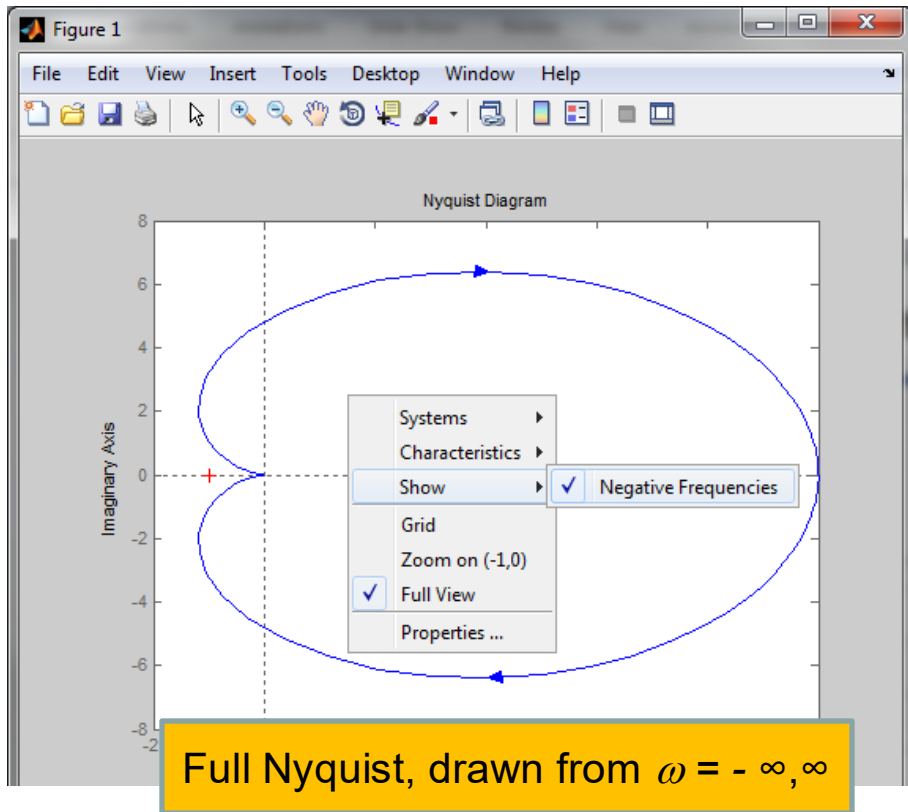 Figure 1
File Edit View Insert Tools Desktop Window Help
Nyquist Diagram
8
6
4
2
0
-2
-4
-6
-8
-2
Imaginary Axis
Systems
Characteristics
Show
Negative Frequencies
Grid
Zoom on (-1,0)
Full View
Properties ...
Full Nyquist, drawn from ω = - ∞,∞